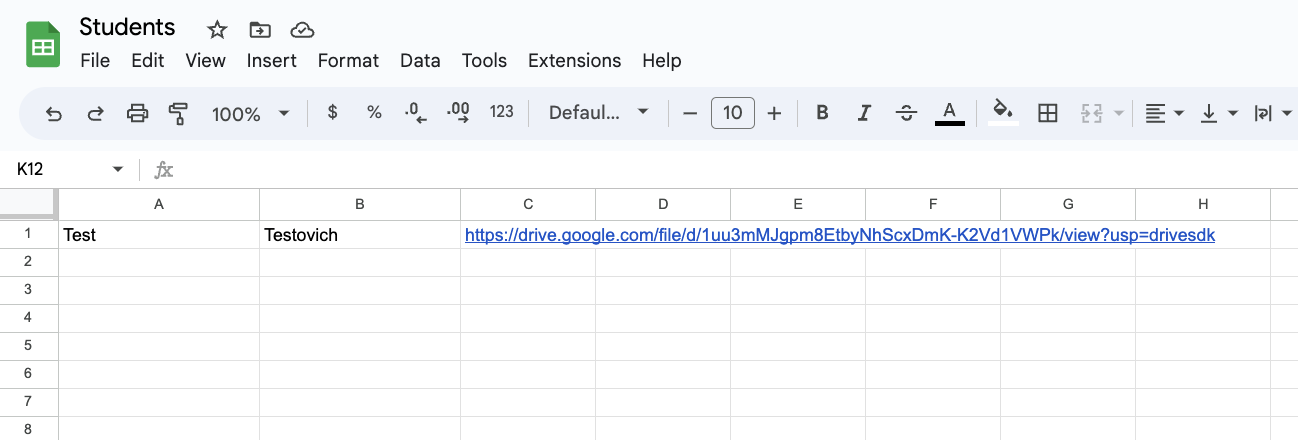 Students
File Edit View Insert Format Data Tools Extensions Help
100% $ % .0 .00 123 Defaul... 10 B I S A
K12 fx
A B C D E F G H
1 Test Testovich https://drive.google.com/file/d/1uu3mMJgpm8EtbyNhScxDmK-K2Vd1VWPk/view?usp=drivesdk
2
3
4
5
6
7
8